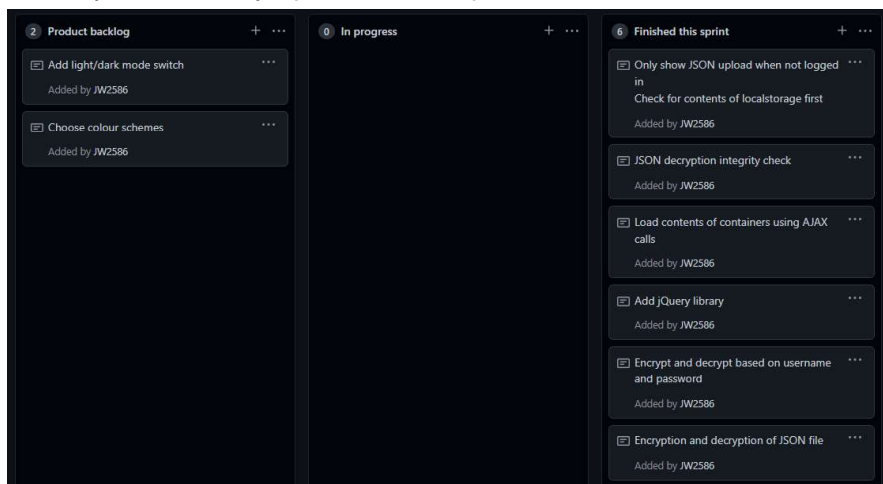 2 Product backlog + ...
Add light/dark mode switch ...
Added by JW2586
Choose colour schemes ...
Added by JW2586
0 In progress + ...
6 Finished this sprint + ...
Only show JSON upload when not logged ...
in
Check for contents of localstorage first
Added by JW2586
JSON decryption integrity check ...
Added by JW2586
Load contents of containers using AJAX ...
calls
Added by JW2586
Add jQuery library ...
Added by JW2586
Encrypt and decrypt based on username ...
and password
Added by JW2586
Encryption and decryption of JSON file ...
Added by JW2586